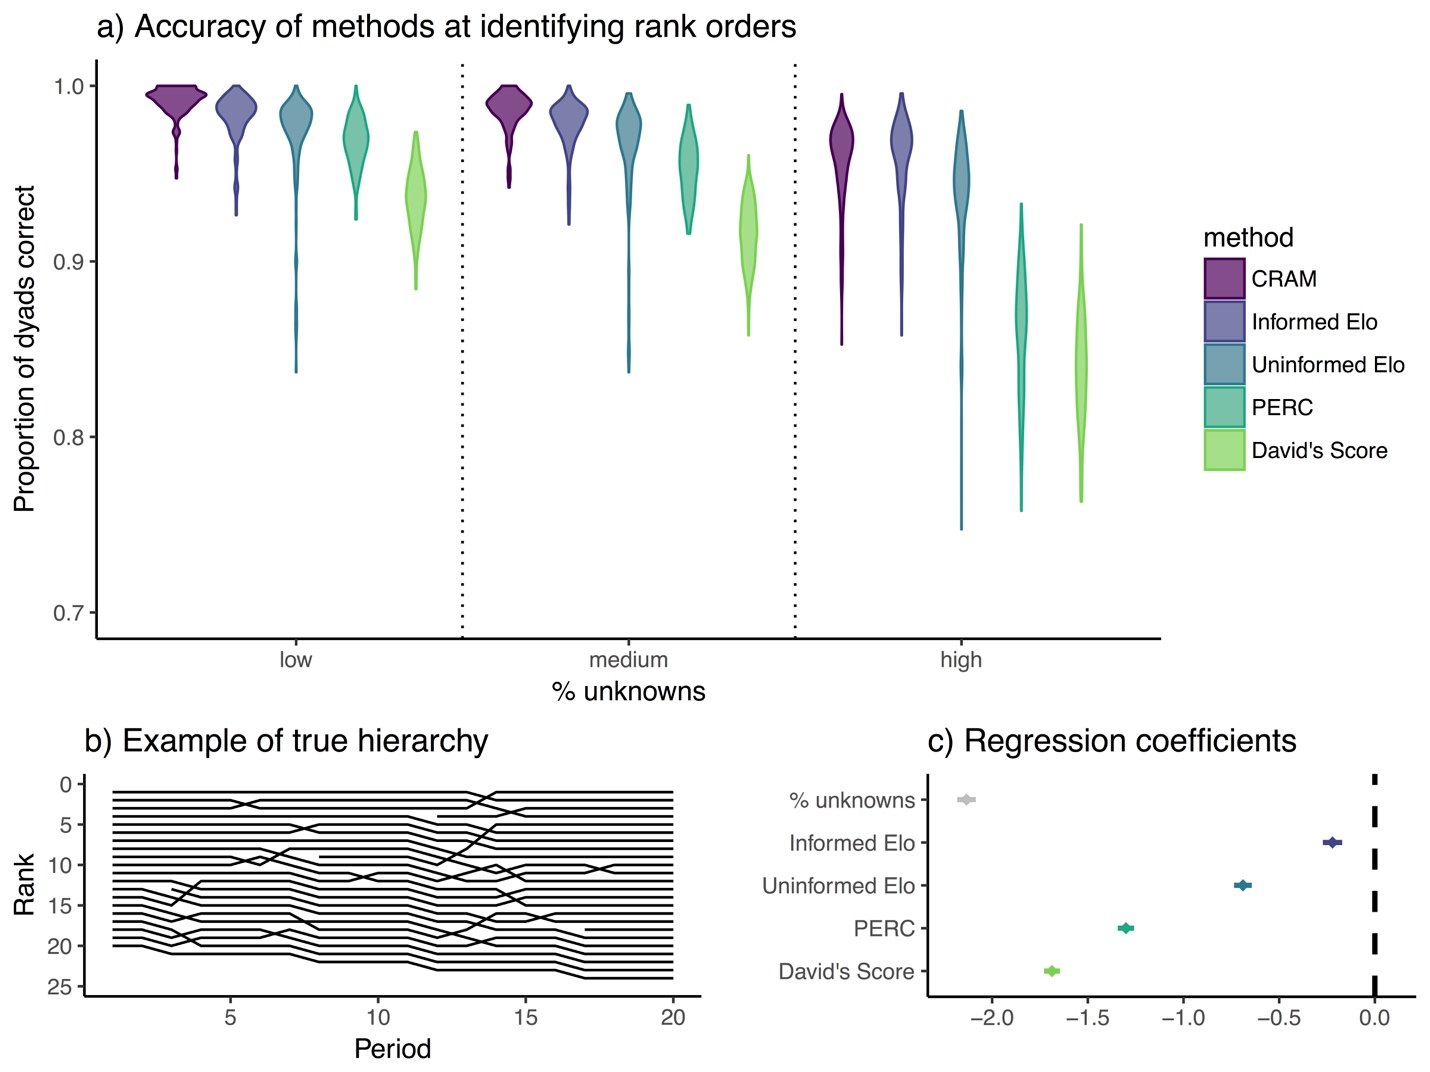 a) Accuracy of methods at identifying rank orders
Proportion of dyads correct
1.0
0.9
0.8
0.7
low medium high
% unknowns
method
CRAM
Informed Elo
Uninformed Elo
PERC
David's Score
b) Example of true hierarchy
Rank
0
5
10
15
20
25
5 10 15 20
Period
c) Regression coefficients
% unknowns
Informed Elo
Uninformed Elo
PERC
David's Score
−2.0 −1.5 −1.0 −0.5 0.0